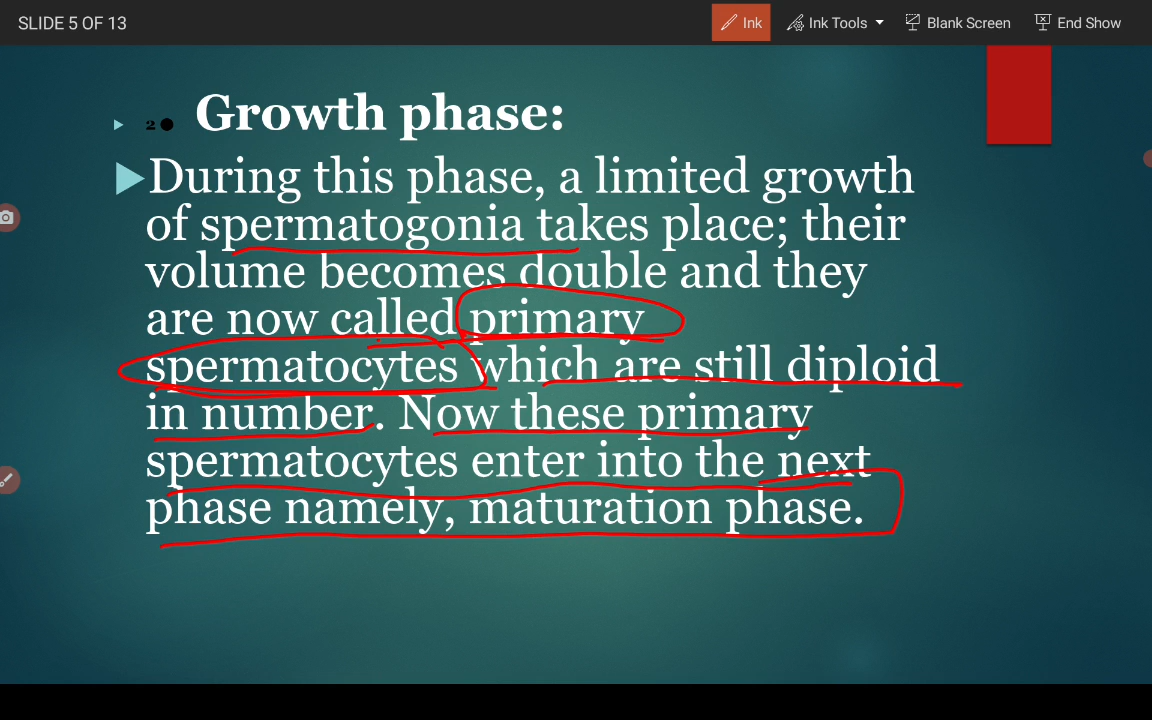 SLIDE 5 OF 13
Ink
Ink Tools
Blank Screen
End Show
2● Growth phase:
During this phase, a limited growth
of spermatogonia takes place; their
volume becomes double and they
are now called primary
spermatocytes which are still diploid
in number. Now these primary
spermatocytes enter into the next
phase namely, maturation phase.